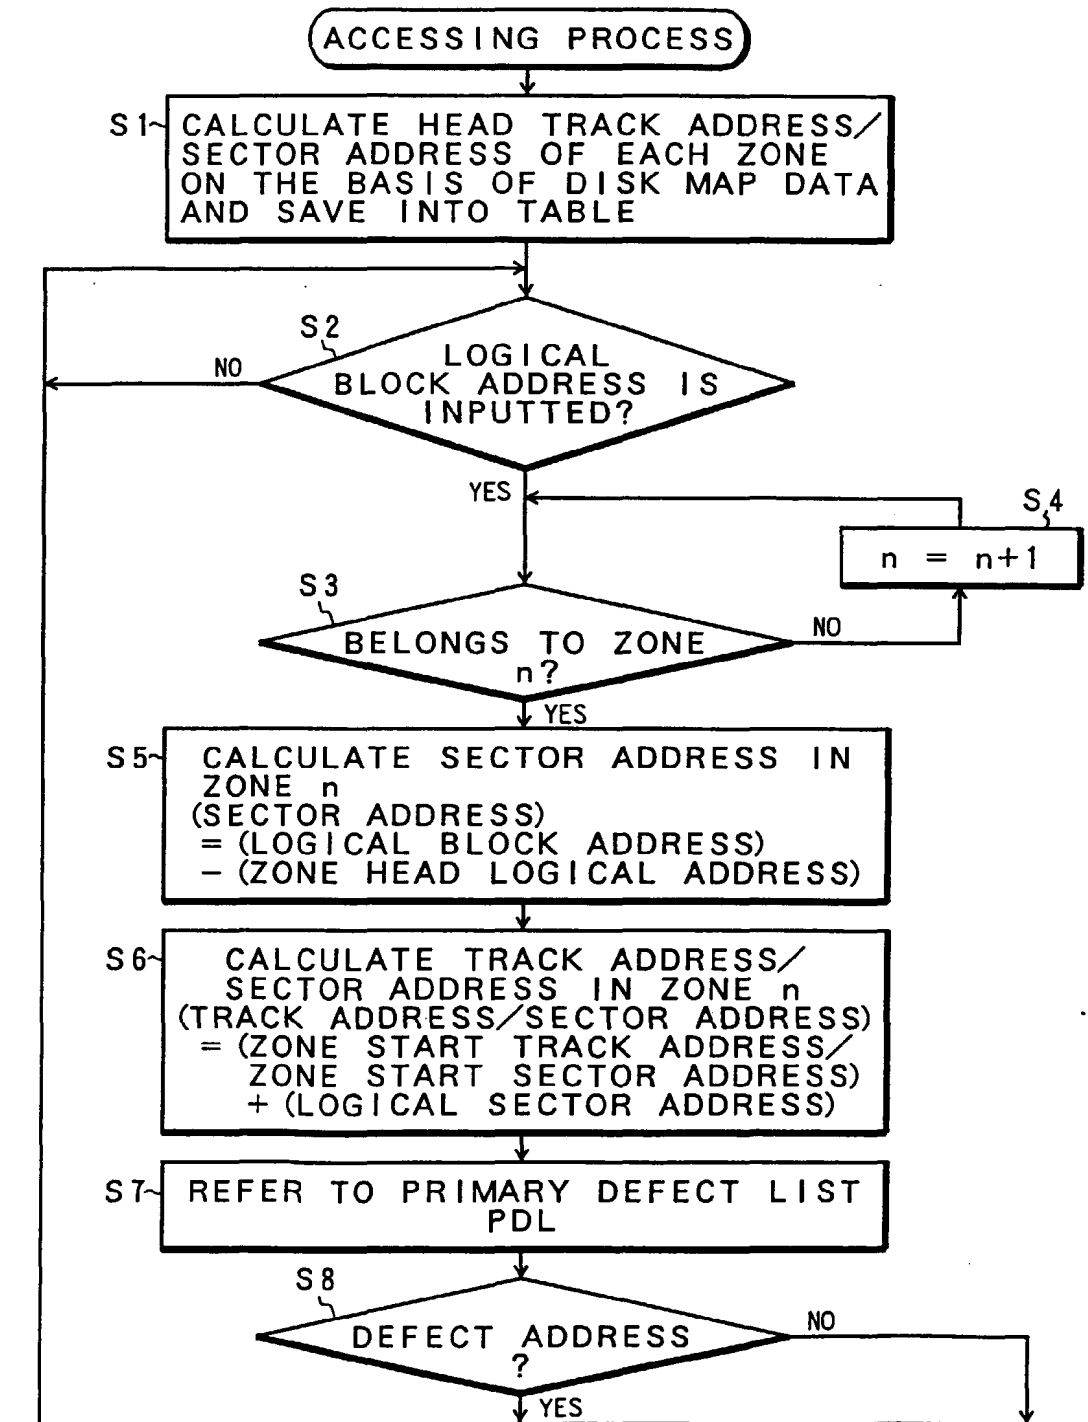 ACCESSING PROCESS
S1
CALCULATE HEAD TRACK ADDRESS/
SECTOR ADDRESS OF EACH ZONE
ON THE BASIS OF DISK MAP DATA
AND SAVE INTO TABLE
S2
NO
LOGICAL
BLOCK ADDRESS IS
INPUTTED?
YES
S4
n = n+1
S3
BELONGS TO ZONE
n?
NO
YES
S5
CALCULATE SECTOR ADDRESS IN
ZONE n
(SECTOR ADDRESS)
= (LOGICAL BLOCK ADDRESS)
- (ZONE HEAD LOGICAL ADDRESS)
S6
CALCULATE TRACK ADDRESS/
SECTOR ADDRESS IN ZONE n
(TRACK ADDRESS/SECTOR ADDRESS)
= (ZONE START TRACK ADDRESS/
ZONE START SECTOR ADDRESS)
+ (LOGICAL SECTOR ADDRESS)
S7
REFER TO PRIMARY DEFECT LIST
PDL
S8
DEFECT ADDRESS
?
NO
YES